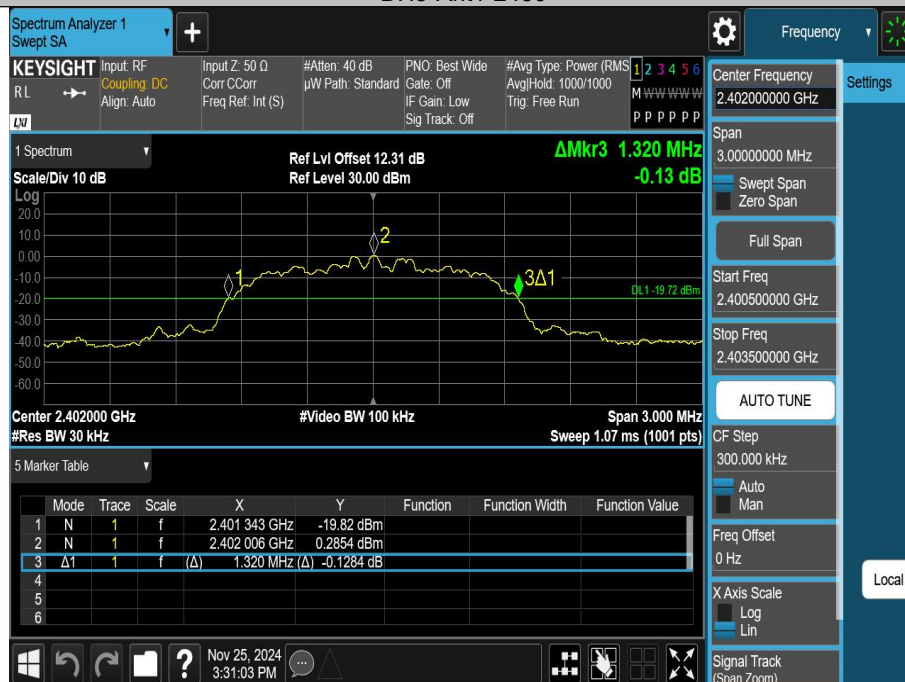 Spectrum Analyzer 1
Swept SA
+
Frequency
KEYSIGHT
Input: RF
Input Z: 50 Ω
#Atten: 40 dB
PNO: Best Wide
#Avg Type: Power (RMS
1 2 3 4 5 6
R L
Coupling: DC
Corr CCorr
µW Path: Standard
Gate: Off
Avg|Hold: 1000/1000
M W W W W W
Align: Auto
Freq Ref: Int (S)
IF Gain: Low
Trig: Free Run
P P P P P P
LXI
Sig Track: Off
1 Spectrum
Ref Lvl Offset 12.31 dB
ΔMkr3 1.320 MHz
Scale/Div 10 dB
Ref Level 30.00 dBm
-0.13 dB
Log
20.0
10.0
0.00
-10.0
-20.0
-30.0
-40.0
-50.0
-60.0
1
2
3Δ1
DL1 -19.72 dBm
Center 2.402000 GHz
#Video BW 100 kHz
Span 3.000 MHz
#Res BW 30 kHz
Sweep 1.07 ms (1001 pts)
5 Marker Table
Mode Trace Scale X Y Function Function Width Function Value
1 N 1 f 2.401 343 GHz -19.82 dBm
2 N 1 f 2.402 006 GHz 0.2854 dBm
3 Δ1 1 f (Δ) 1.320 MHz (Δ) -0.1284 dB
4
5
6
?
Nov 25, 2024
3:31:03 PM
Center Frequency
2.402000000 GHz
Settings
Span
3.00000000 MHz
Swept Span
Zero Span
Full Span
Start Freq
2.400500000 GHz
Stop Freq
2.403500000 GHz
AUTO TUNE
CF Step
300.000 kHz
Auto
Man
Freq Offset
0 Hz
Local
X Axis Scale
Log
Lin
Signal Track
(Span Zoom)